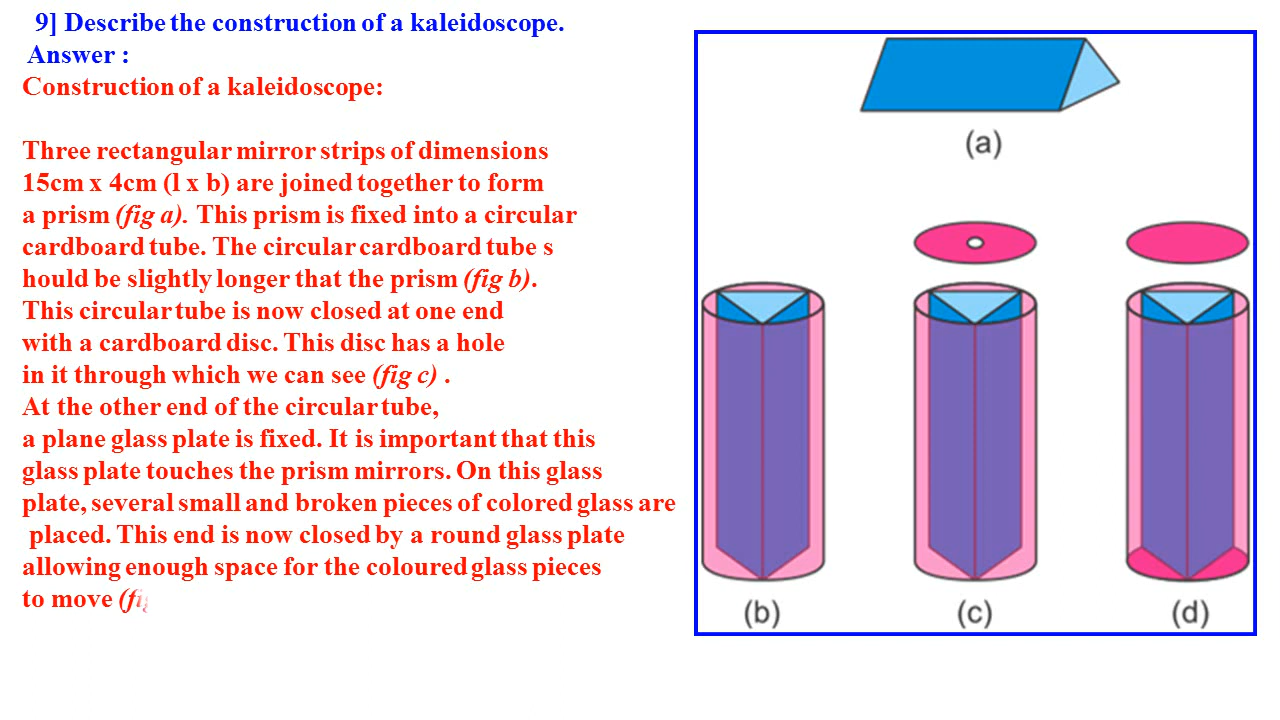 9] Describe the construction of a kaleidoscope.
Answer :
Construction of a kaleidoscope:
Three rectangular mirror strips of dimensions
15cm x 4cm (l x b) are joined together to form
a prism (fig a). This prism is fixed into a circular
cardboard tube. The circular cardboard tube s
hould be slightly longer that the prism (fig b).
This circular tube is now closed at one end
with a cardboard disc. This disc has a hole
in it through which we can see (fig c) .
At the other end of the circular tube,
a plane glass plate is fixed. It is important that this
glass plate touches the prism mirrors. On this glass
plate, several small and broken pieces of colored glass are
placed. This end is now closed by a round glass plate
allowing enough space for the coloured glass pieces
to move
(a)
(b) (c) (d)